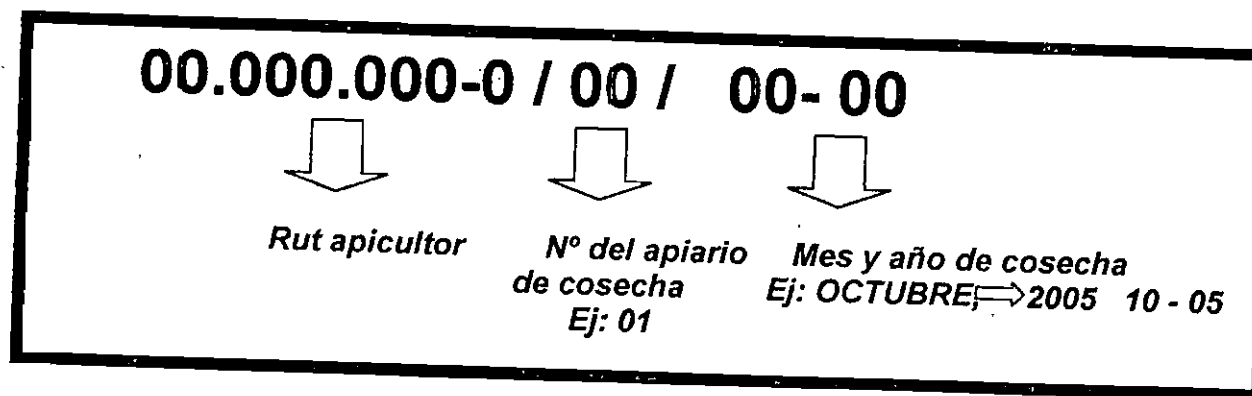 00.000.000-0 / 00 / 00- 00
Rut apicultor
Nº del apiario
de cosecha
Ej: 01
Mes y año de cosecha
Ej: OCTUBRE, 2005 10 - 05